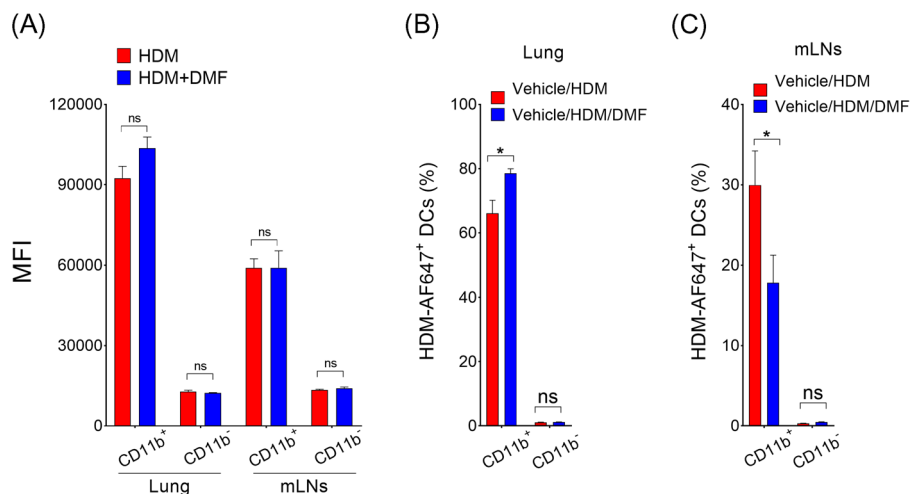 (A)
HDM
HDM+DMF
120000
90000
60000
30000
0
MFI
ns
ns
ns
ns
CD11b+
CD11b-
CD11b+
CD11b-
Lung
mLNs
(B)
Lung
Vehicle/HDM
Vehicle/HDM/DMF
100
80
60
40
20
0
HDM-AF647+ DCs (%)
*
ns
CD11b+
CD11b-
(C)
mLNs
Vehicle/HDM
Vehicle/HDM/DMF
40
30
20
10
0
HDM-AF647+ DCs (%)
*
ns
CD11b+
CD11b-